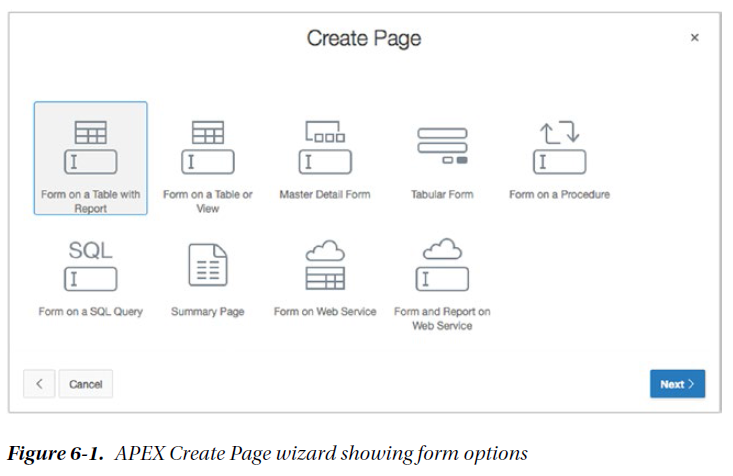 Create Page
×
Form on a Table with
Report
Form on a Table or
View
Master Detail Form
Tabular Form
Form on a Procedure
SQL
Form on a SQL Query
Summary Page
Form on Web Service
Form and Report on
Web Service
<
Cancel
Next >
Figure 6-1. APEX Create Page wizard showing form options